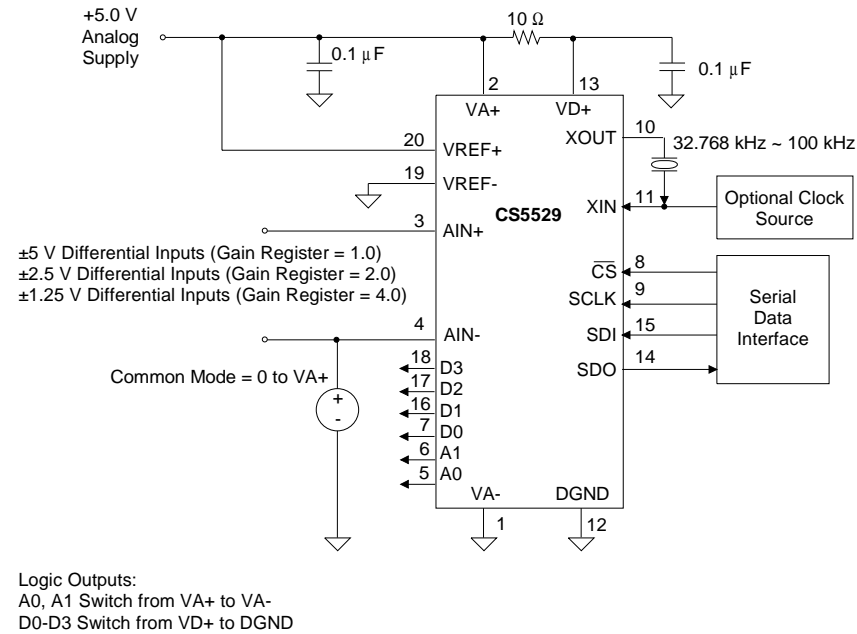 +5.0 V
Analog
Supply
0.1 μF
10 Ω
0.1 μF
2
13
VA+
VD+
20
VREF+
XOUT
10
32.768 kHz ~ 100 kHz
19
VREF-
CS5529
XIN
11
Optional Clock
Source
3
AIN+
±5 V Differential Inputs (Gain Register = 1.0)
±2.5 V Differential Inputs (Gain Register = 2.0)
±1.25 V Differential Inputs (Gain Register = 4.0)
CS
8
SCLK
9
SDI
15
SDO
14
Serial
Data
Interface
4
AIN-
Common Mode = 0 to VA+
+
-
18
D3
17
D2
16
D1
7
D0
6
A1
5
A0
VA-
DGND
1
12
Logic Outputs:
A0, A1 Switch from VA+ to VA-
D0-D3 Switch from VD+ to DGND